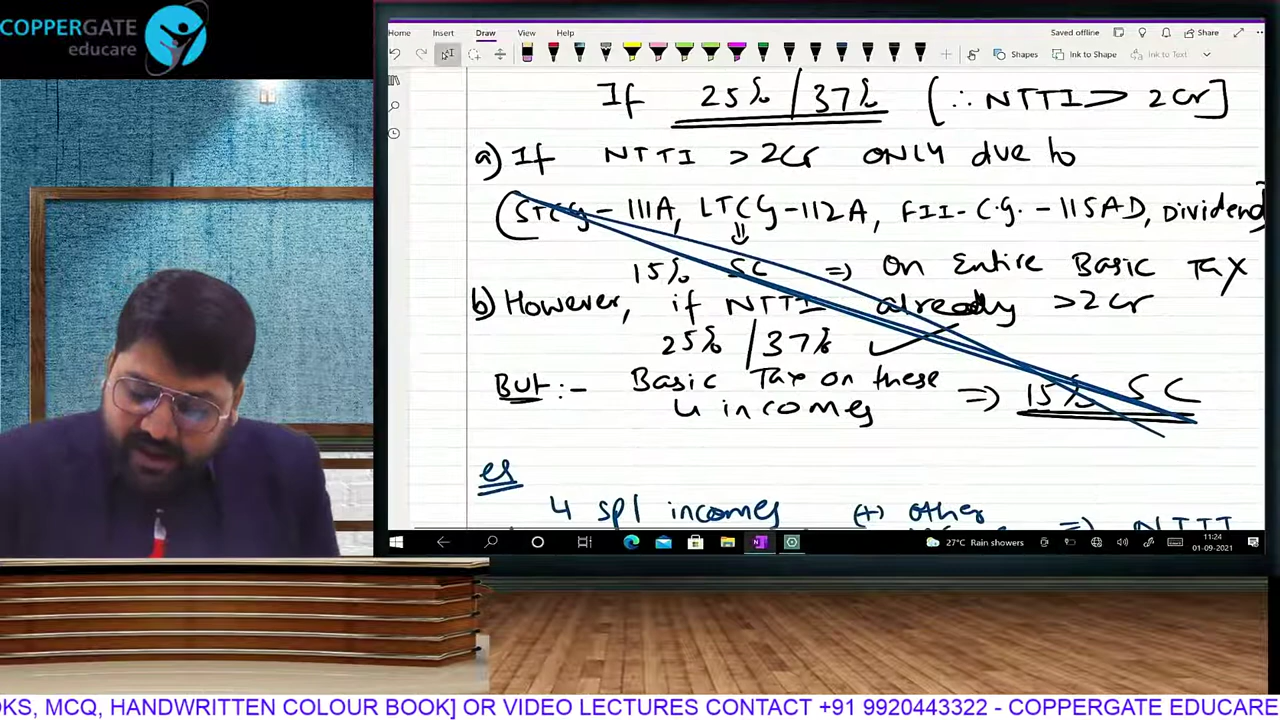 COPPERGATE
educare
Home Insert Draw View Help
Saved offline
Share
Shapes
Ink to Shape
Ink to Text
If 25% / 37% [∴ NTTI > 2Cr]
a) If NTTI > 2Cr ONLY due to
(STCG - 111A, LTCG - 112A, FII - C.G. - 115AD, Dividend
⇓
15% SC ⇒ On Entire Basic Tax
b) However, if NTTI already > 2Cr
25% / 37% ✓
But :- Basic Tax on these
4 incomes ⇒ 15% SC
eg
4 spl incomes (+) other
⇒ NTTI
27°C Rain showers
11:24
01-09-2021
OKS, MCQ, HANDWRITTEN COLOUR BOOK] OR VIDEO LECTURES CONTACT +91 9920443322 - COPPERGATE EDUCARE